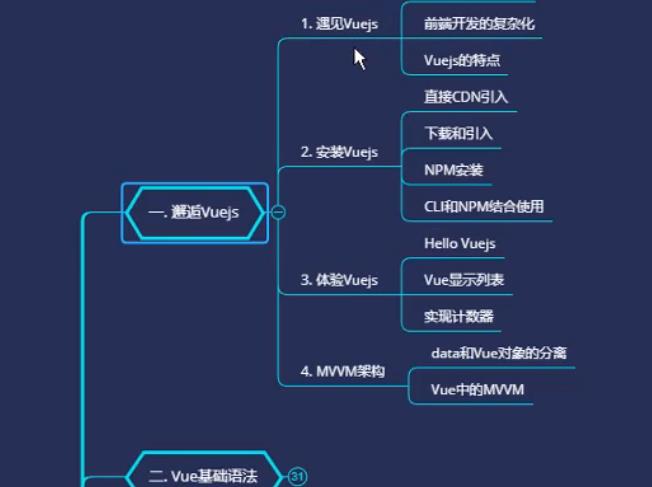 1. 遇见Vuejs
前端开发的复杂化
Vuejs的特点
2. 安装Vuejs
直接CDN引入
下载和引入
NPM安装
CLI和NPM结合使用
一. 邂逅Vuejs
3. 体验Vuejs
Hello Vuejs
Vue显示列表
实现计数器
4. MVVM架构
data和Vue对象的分离
Vue中的MVVM
二. Vue基础语法
31